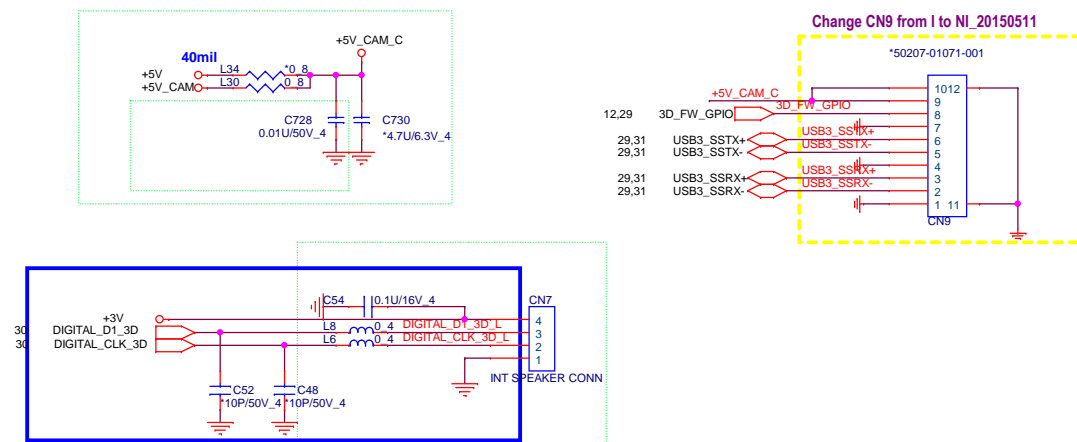 Change CN9 from I to NI_20150511
*50207-01071-001
+5V_CAM_C
40mil
+5V
L34
*0_8
+5V_CAM
L30
0_8
C728
0.01U/50V_4
C730
*4.7U/6.3V_4
+5V_CAM_C
12,29
3D_FW_GPIO
3D_FW_GPIO
29,31
USB3_SSTX+
USB3_SSTX+
29,31
USB3_SSTX-
USB3_SSTX-
29,31
USB3_SSRX+
USB3_SSRX+
29,31
USB3_SSRX-
USB3_SSRX-
1012
9
8
7
6
5
4
3
2
1 11
CN9
C54
0.1U/16V_4
CN7
+3V
4
30
DIGITAL_D1_3D
L8
0_4
DIGITAL_D1_3D_L
3
30
DIGITAL_CLK_3D
L6
0_4
DIGITAL_CLK_3D_L
2
1
INT SPEAKER CONN
C52
*10P/50V_4
C48
*10P/50V_4